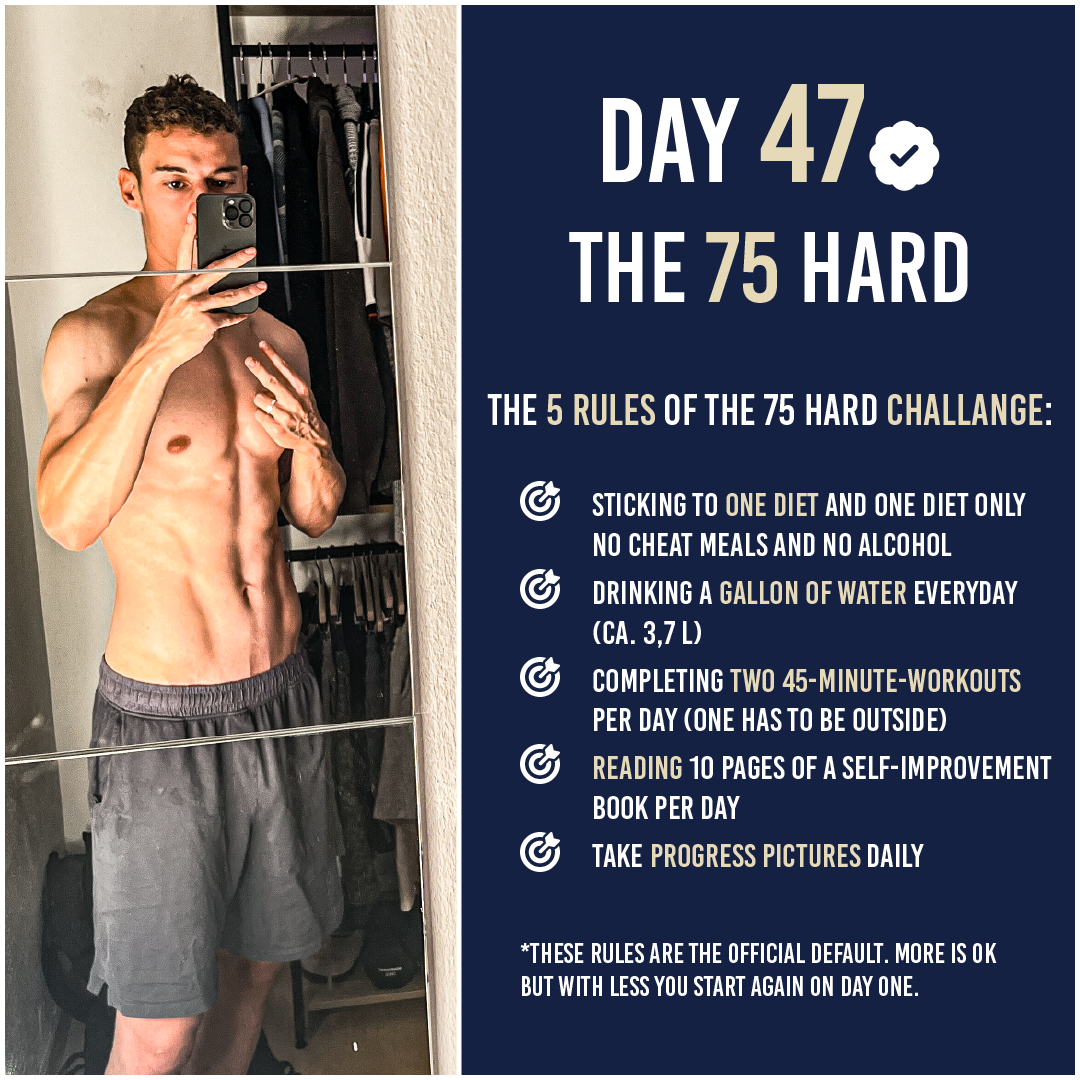 DAY 47
THE 75 HARD
THE 5 RULES OF THE 75 HARD CHALLANGE:
STICKING TO ONE DIET AND ONE DIET ONLY
NO CHEAT MEALS AND NO ALCOHOL
DRINKING A GALLON OF WATER EVERYDAY
(CA. 3,7 L)
COMPLETING TWO 45-MINUTE-WORKOUTS
PER DAY (ONE HAS TO BE OUTSIDE)
READING 10 PAGES OF A SELF-IMPROVEMENT
BOOK PER DAY
TAKE PROGRESS PICTURES DAILY
*THESE RULES ARE THE OFFICIAL DEFAULT. MORE IS OK
BUT WITH LESS YOU START AGAIN ON DAY ONE.